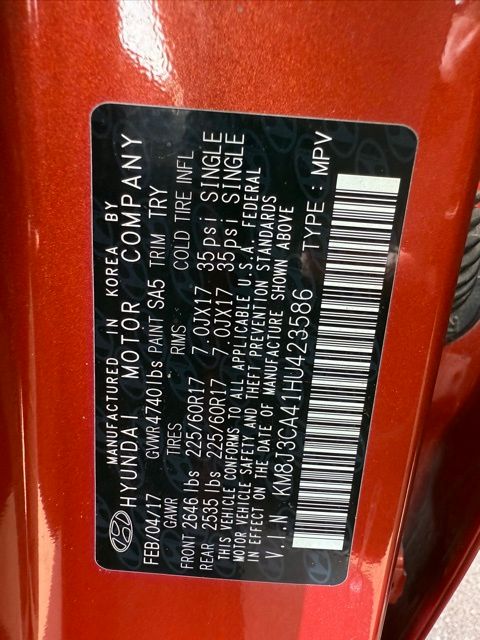 MANUFACTURED IN KOREA BY
HYUNDAI MOTOR COMPANY
FEB/04/17 GVWR 4740lbs PAINT SA5 TRIM TRY
GAWR TIRES RIMS COLD TIRE INFL
FRONT 2646 lbs 225/60R17 7.0JX17 35psi SINGLE
REAR 2535 lbs 225/60R17 7.0JX17 35psi SINGLE
THIS VEHICLE CONFORMS TO ALL APPLICABLE U.S.A. FEDERAL
MOTOR VEHICLE SAFETY AND THEFT PREVENTION STANDARDS
IN EFFECT ON THE DATE OF MANUFACTURE SHOWN ABOVE
V.I.N. : KM8J3CA41HU423586 TYPE : MPV